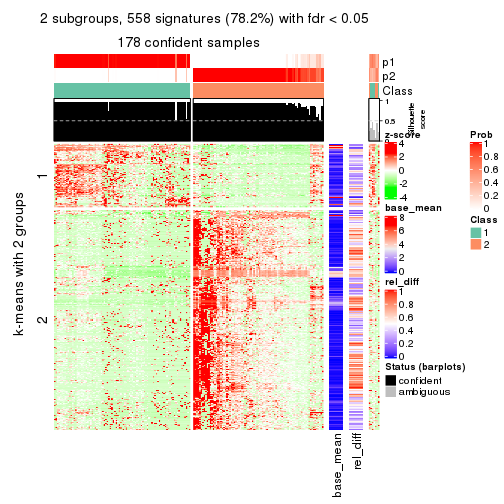 2 subgroups, 558 signatures (78.2%) with fdr < 0.05
178 confident samples
p1
p2
Class
1
0.5
0
Silhouette
score
k-means with 2 groups
1
2
base_mean
rel_diff
z-score
4
2
0
-2
-4
base_mean
8
6
4
2
0
rel_diff
1
0.8
0.6
0.4
0.2
0
Status (barplots)
confident
ambiguous
Prob
1
0.8
0.6
0.4
0.2
0
Class
1
2